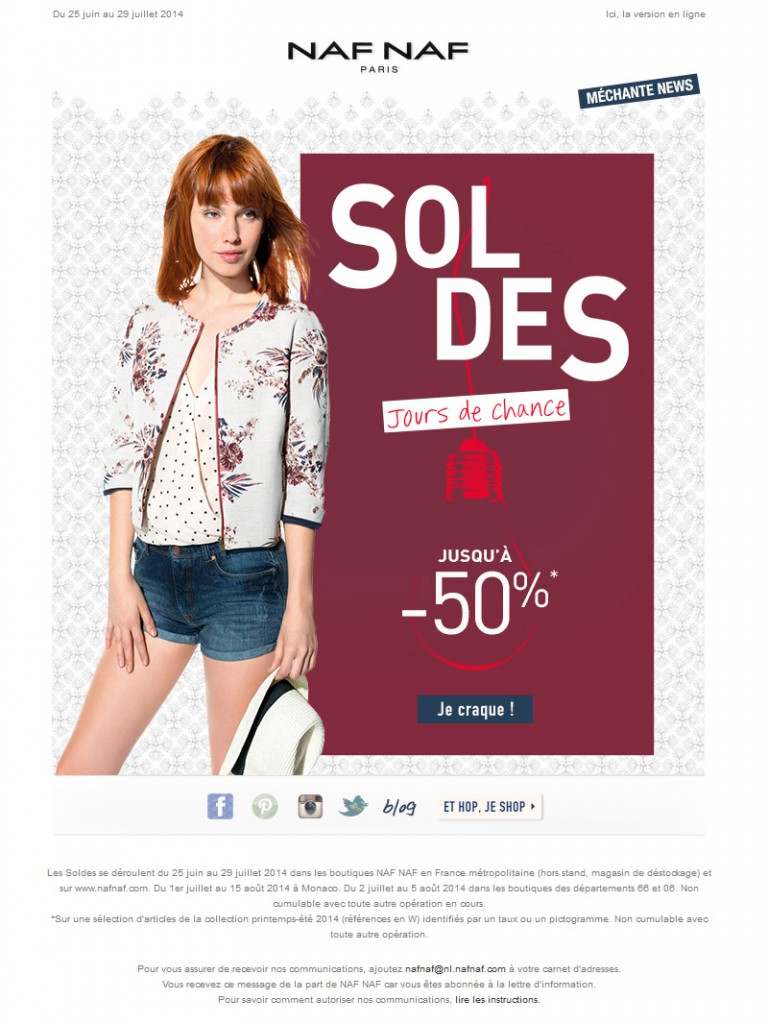 Du 25 juin au 29 juillet 2014
Ici, la version en ligne
NAF NAF
PARIS
MÉCHANTE NEWS
SOL
DES
Jours de chance
JUSQU'À
-50%*
Je craque !
blog
ET HOP, JE SHOP
Les Soldes se déroulent du 25 juin au 29 juillet 2014 dans les boutiques NAF NAF en France métropolitaine (hors stand, magasin de déstockage) et
sur www.nafnaf.com. Du 1er juillet au 15 août 2014 à Monaco. Du 2 juillet au 5 août 2014 dans les boutiques des départements 66 et 06. Non
cumulable avec toute autre opération en cours.
*Sur une sélection d'articles de la collection printemps-été 2014 (références en W) identifiés par un taux ou un pictogramme. Non cumulable avec
toute autre opération.
Pour vous assurer de recevoir nos communications, ajoutez nafnaf@nl.nafnaf.com à votre carnet d'adresses.
Vous recevez ce message de la part de NAF NAF car vous êtes abonnée à la lettre d'information.
Pour savoir comment autoriser nos communications, lire les instructions.